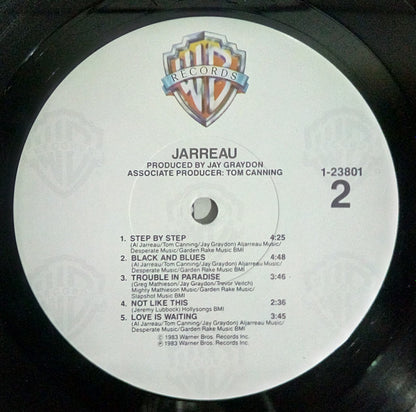 WB
RECORDS
JARREAU
PRODUCED BY JAY GRAYDON
ASSOCIATE PRODUCER: TOM CANNING
1-23801
2
1. STEP BY STEP 4:25
(Al Jarreau/Tom Canning/Jay Graydon) Aljarreau Music/
Desperate Music/Garden Rake Music BMI
2. BLACK AND BLUES 4:48
(Al Jarreau/Tom Canning/Jay Graydon) Aljarreau Music/
Desperate Music/Garden Rake Music BMI
3. TROUBLE IN PARADISE 3:46
(Greg Mathieson/Jay Graydon/Trevor Veitch)
Mighty Mathieson Music/Garden Rake Music/
Slapshot Music BMI
4. NOT LIKE THIS 2:36
(Jeremy Lubbock) Hollysongs BMI
5. LOVE IS WAITING 3:45
(Al Jarreau/Tom Canning/Jay Graydon) Aljarreau Music/
Desperate Music/Garden Rake Music BMI
© 1983 Warner Bros. Records Inc.
℗ 1983 Warner Bros. Records Inc.